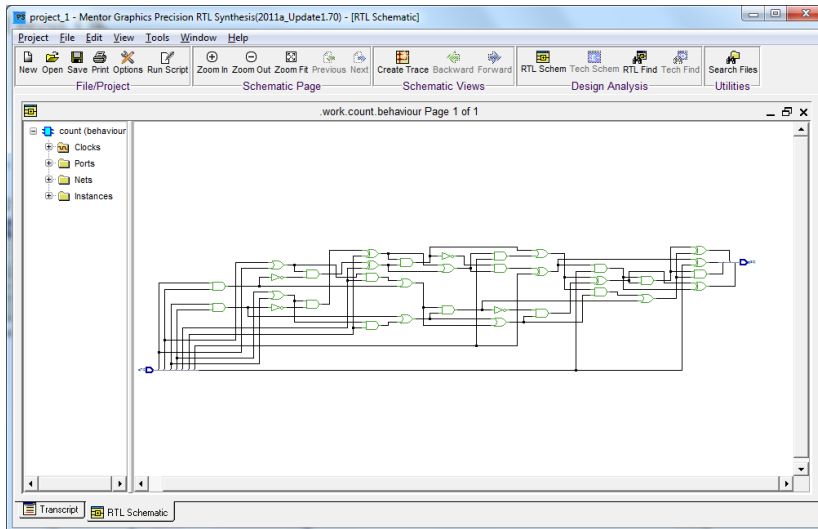 project_1 - Mentor Graphics Precision RTL Synthesis(2011a_Update1.70) - [RTL Schematic]
Project File Edit View Tools Window Help
New Open Save Print Options Run Script Zoom In Zoom Out Zoom Fit Previous Next Create Trace Backward Forward RTL Schem Tech Schem RTL Find Tech Find Search Files
File/Project Schematic Page Schematic Views Design Analysis Utilities
.work.count.behaviour Page 1 of 1
count (behaviour
Clocks
Ports
Nets
Instances
Transcript RTL Schematic